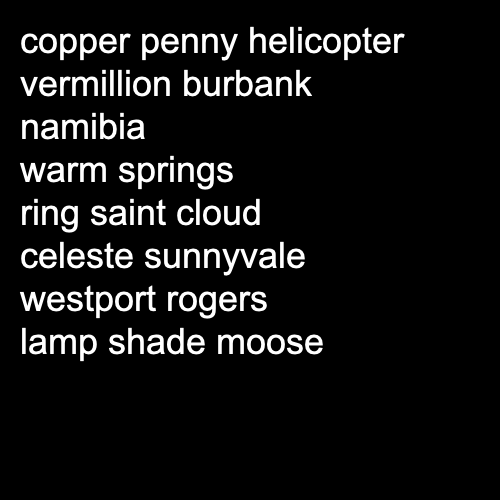 copper penny helicopter
vermillion burbank
namibia
warm springs
ring saint cloud
celeste sunnyvale
westport rogers
lamp shade moose